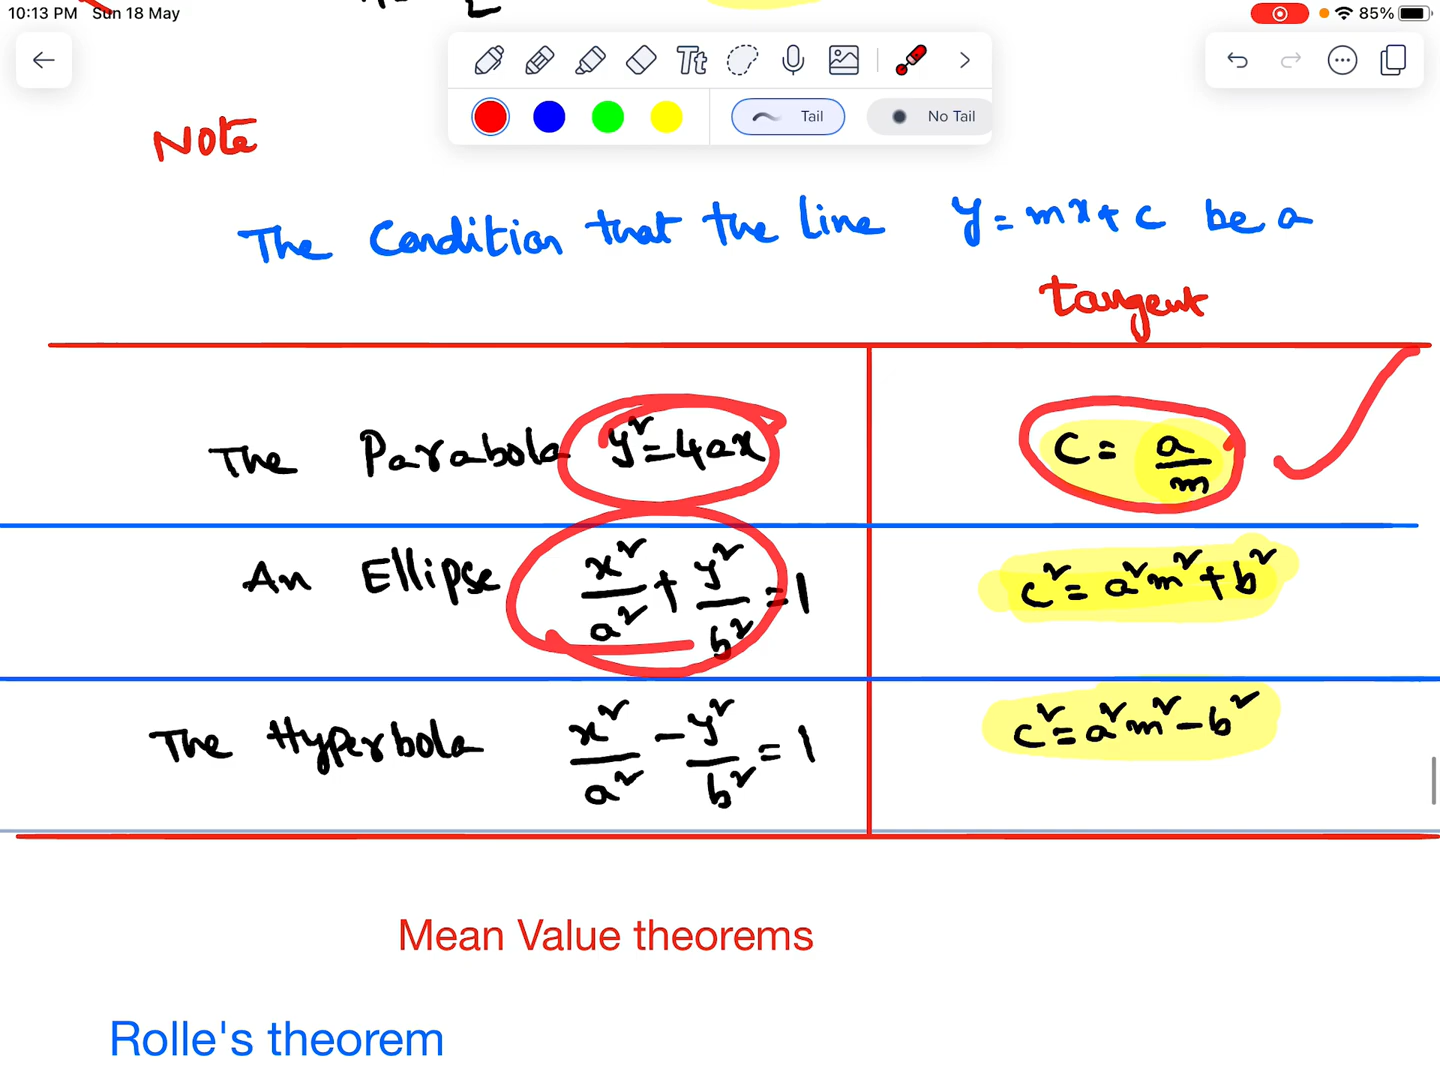 10:13 PM Sun 18 May
85%
Tt
Tail
No Tail
Note
The Condition that the Line y = mx + c be a
tangent
The Parabola y² = 4ax
c = a/m
An Ellipse x²/a² + y²/b² = 1
c² = a²m² + b²
The Hyperbola x²/a² − y²/b² = 1
c² = a²m² − b²
Mean Value theorems
Rolle's theorem